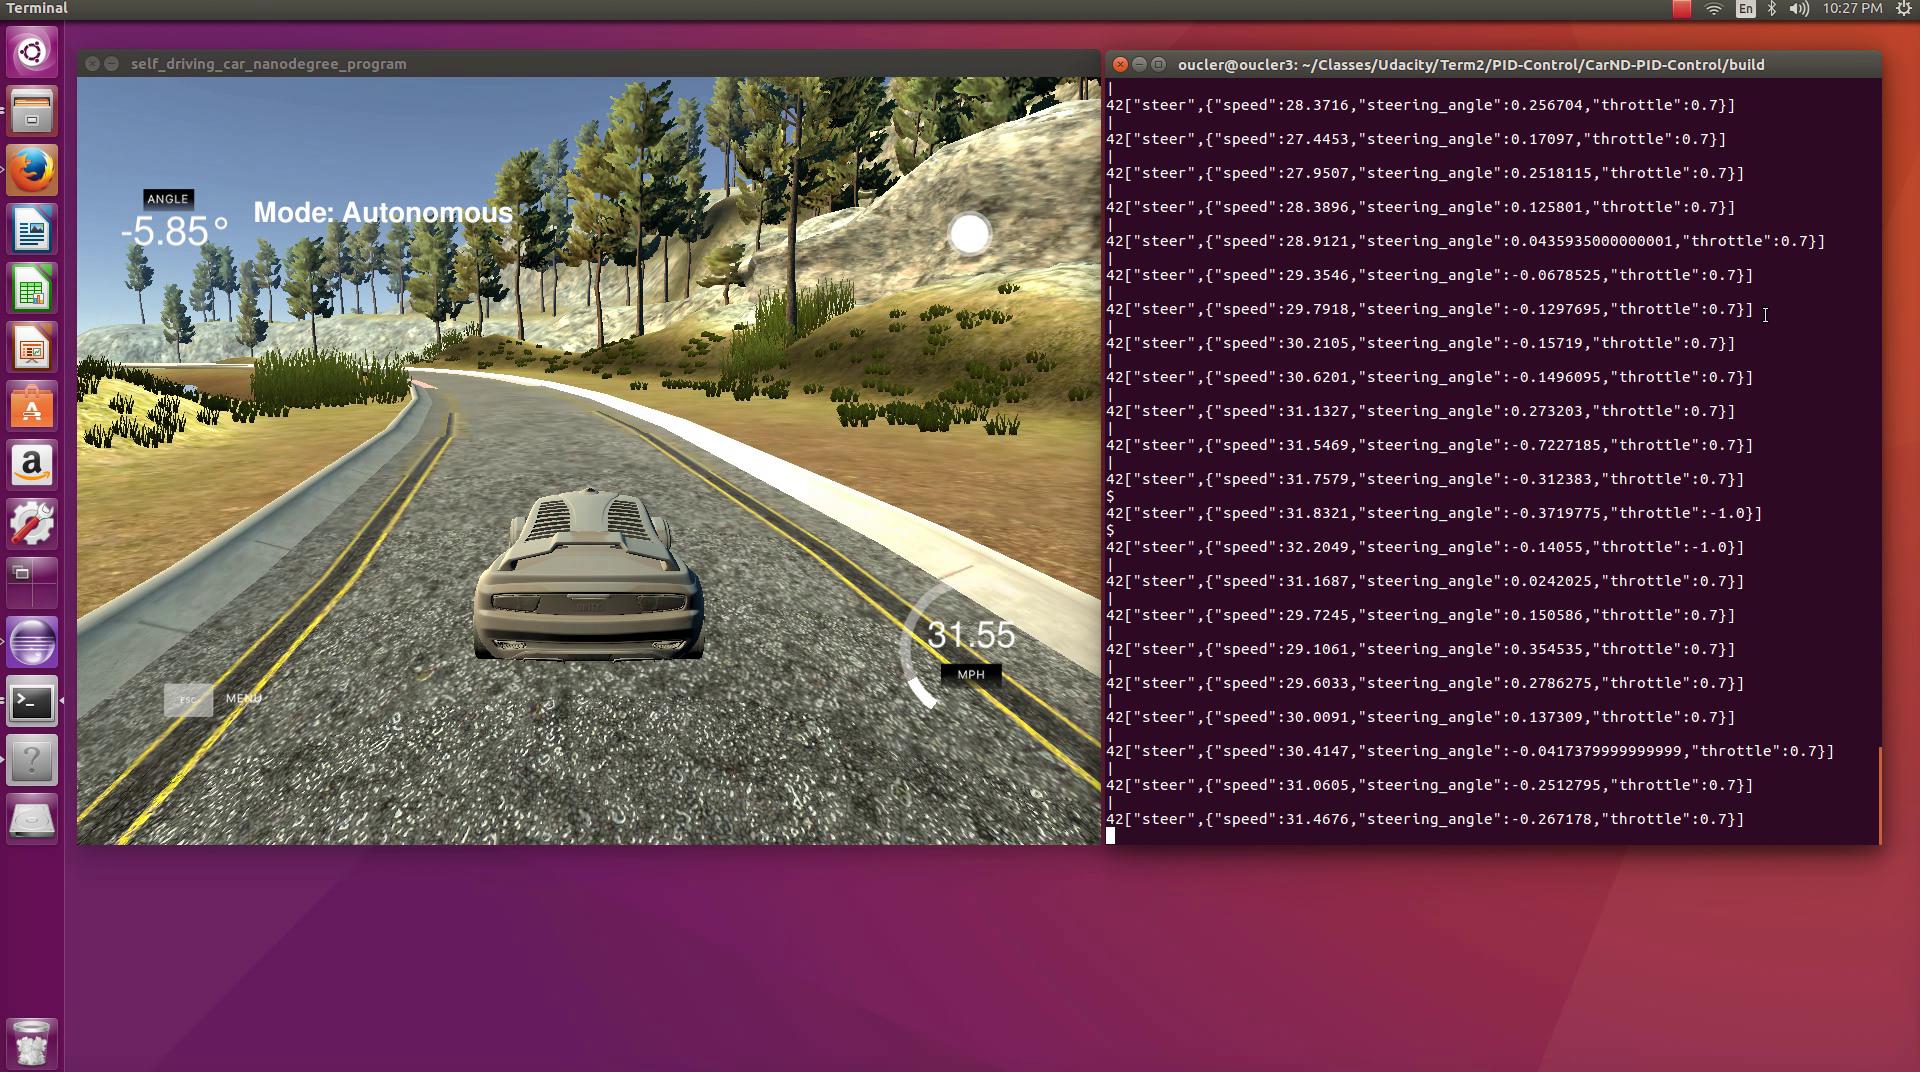 Terminal
En
10:27 PM
self_driving_car_nanodegree_program
ANGLE
-5.85°
Mode: Autonomous
31.55
MPH
ESC
MENU
oucler@oucler3: ~/Classes/Udacity/Term2/PID-Control/CarND-PID-Control/build
|
42["steer",{"speed":28.3716,"steering_angle":0.256704,"throttle":0.7}]
|
42["steer",{"speed":27.4453,"steering_angle":0.17097,"throttle":0.7}]
|
42["steer",{"speed":27.9507,"steering_angle":0.2518115,"throttle":0.7}]
|
42["steer",{"speed":28.3896,"steering_angle":0.125801,"throttle":0.7}]
|
42["steer",{"speed":28.9121,"steering_angle":0.0435935000000001,"throttle":0.7}]
|
42["steer",{"speed":29.3546,"steering_angle":-0.0678525,"throttle":0.7}]
|
42["steer",{"speed":29.7918,"steering_angle":-0.1297695,"throttle":0.7}]
|
42["steer",{"speed":30.2105,"steering_angle":-0.15719,"throttle":0.7}]
|
42["steer",{"speed":30.6201,"steering_angle":-0.1496095,"throttle":0.7}]
|
42["steer",{"speed":31.1327,"steering_angle":0.273203,"throttle":0.7}]
|
42["steer",{"speed":31.5469,"steering_angle":-0.7227185,"throttle":0.7}]
|
42["steer",{"speed":31.7579,"steering_angle":-0.312383,"throttle":0.7}]
$
42["steer",{"speed":31.8321,"steering_angle":-0.3719775,"throttle":-1.0}]
$
42["steer",{"speed":32.2049,"steering_angle":-0.14055,"throttle":-1.0}]
|
42["steer",{"speed":31.1687,"steering_angle":0.0242025,"throttle":0.7}]
|
42["steer",{"speed":29.7245,"steering_angle":0.150586,"throttle":0.7}]
|
42["steer",{"speed":29.1061,"steering_angle":0.354535,"throttle":0.7}]
|
42["steer",{"speed":29.6033,"steering_angle":0.2786275,"throttle":0.7}]
|
42["steer",{"speed":30.0091,"steering_angle":0.137309,"throttle":0.7}]
|
42["steer",{"speed":30.4147,"steering_angle":-0.0417379999999999,"throttle":0.7}]
|
42["steer",{"speed":31.0605,"steering_angle":-0.2512795,"throttle":0.7}]
|
42["steer",{"speed":31.4676,"steering_angle":-0.267178,"throttle":0.7}]